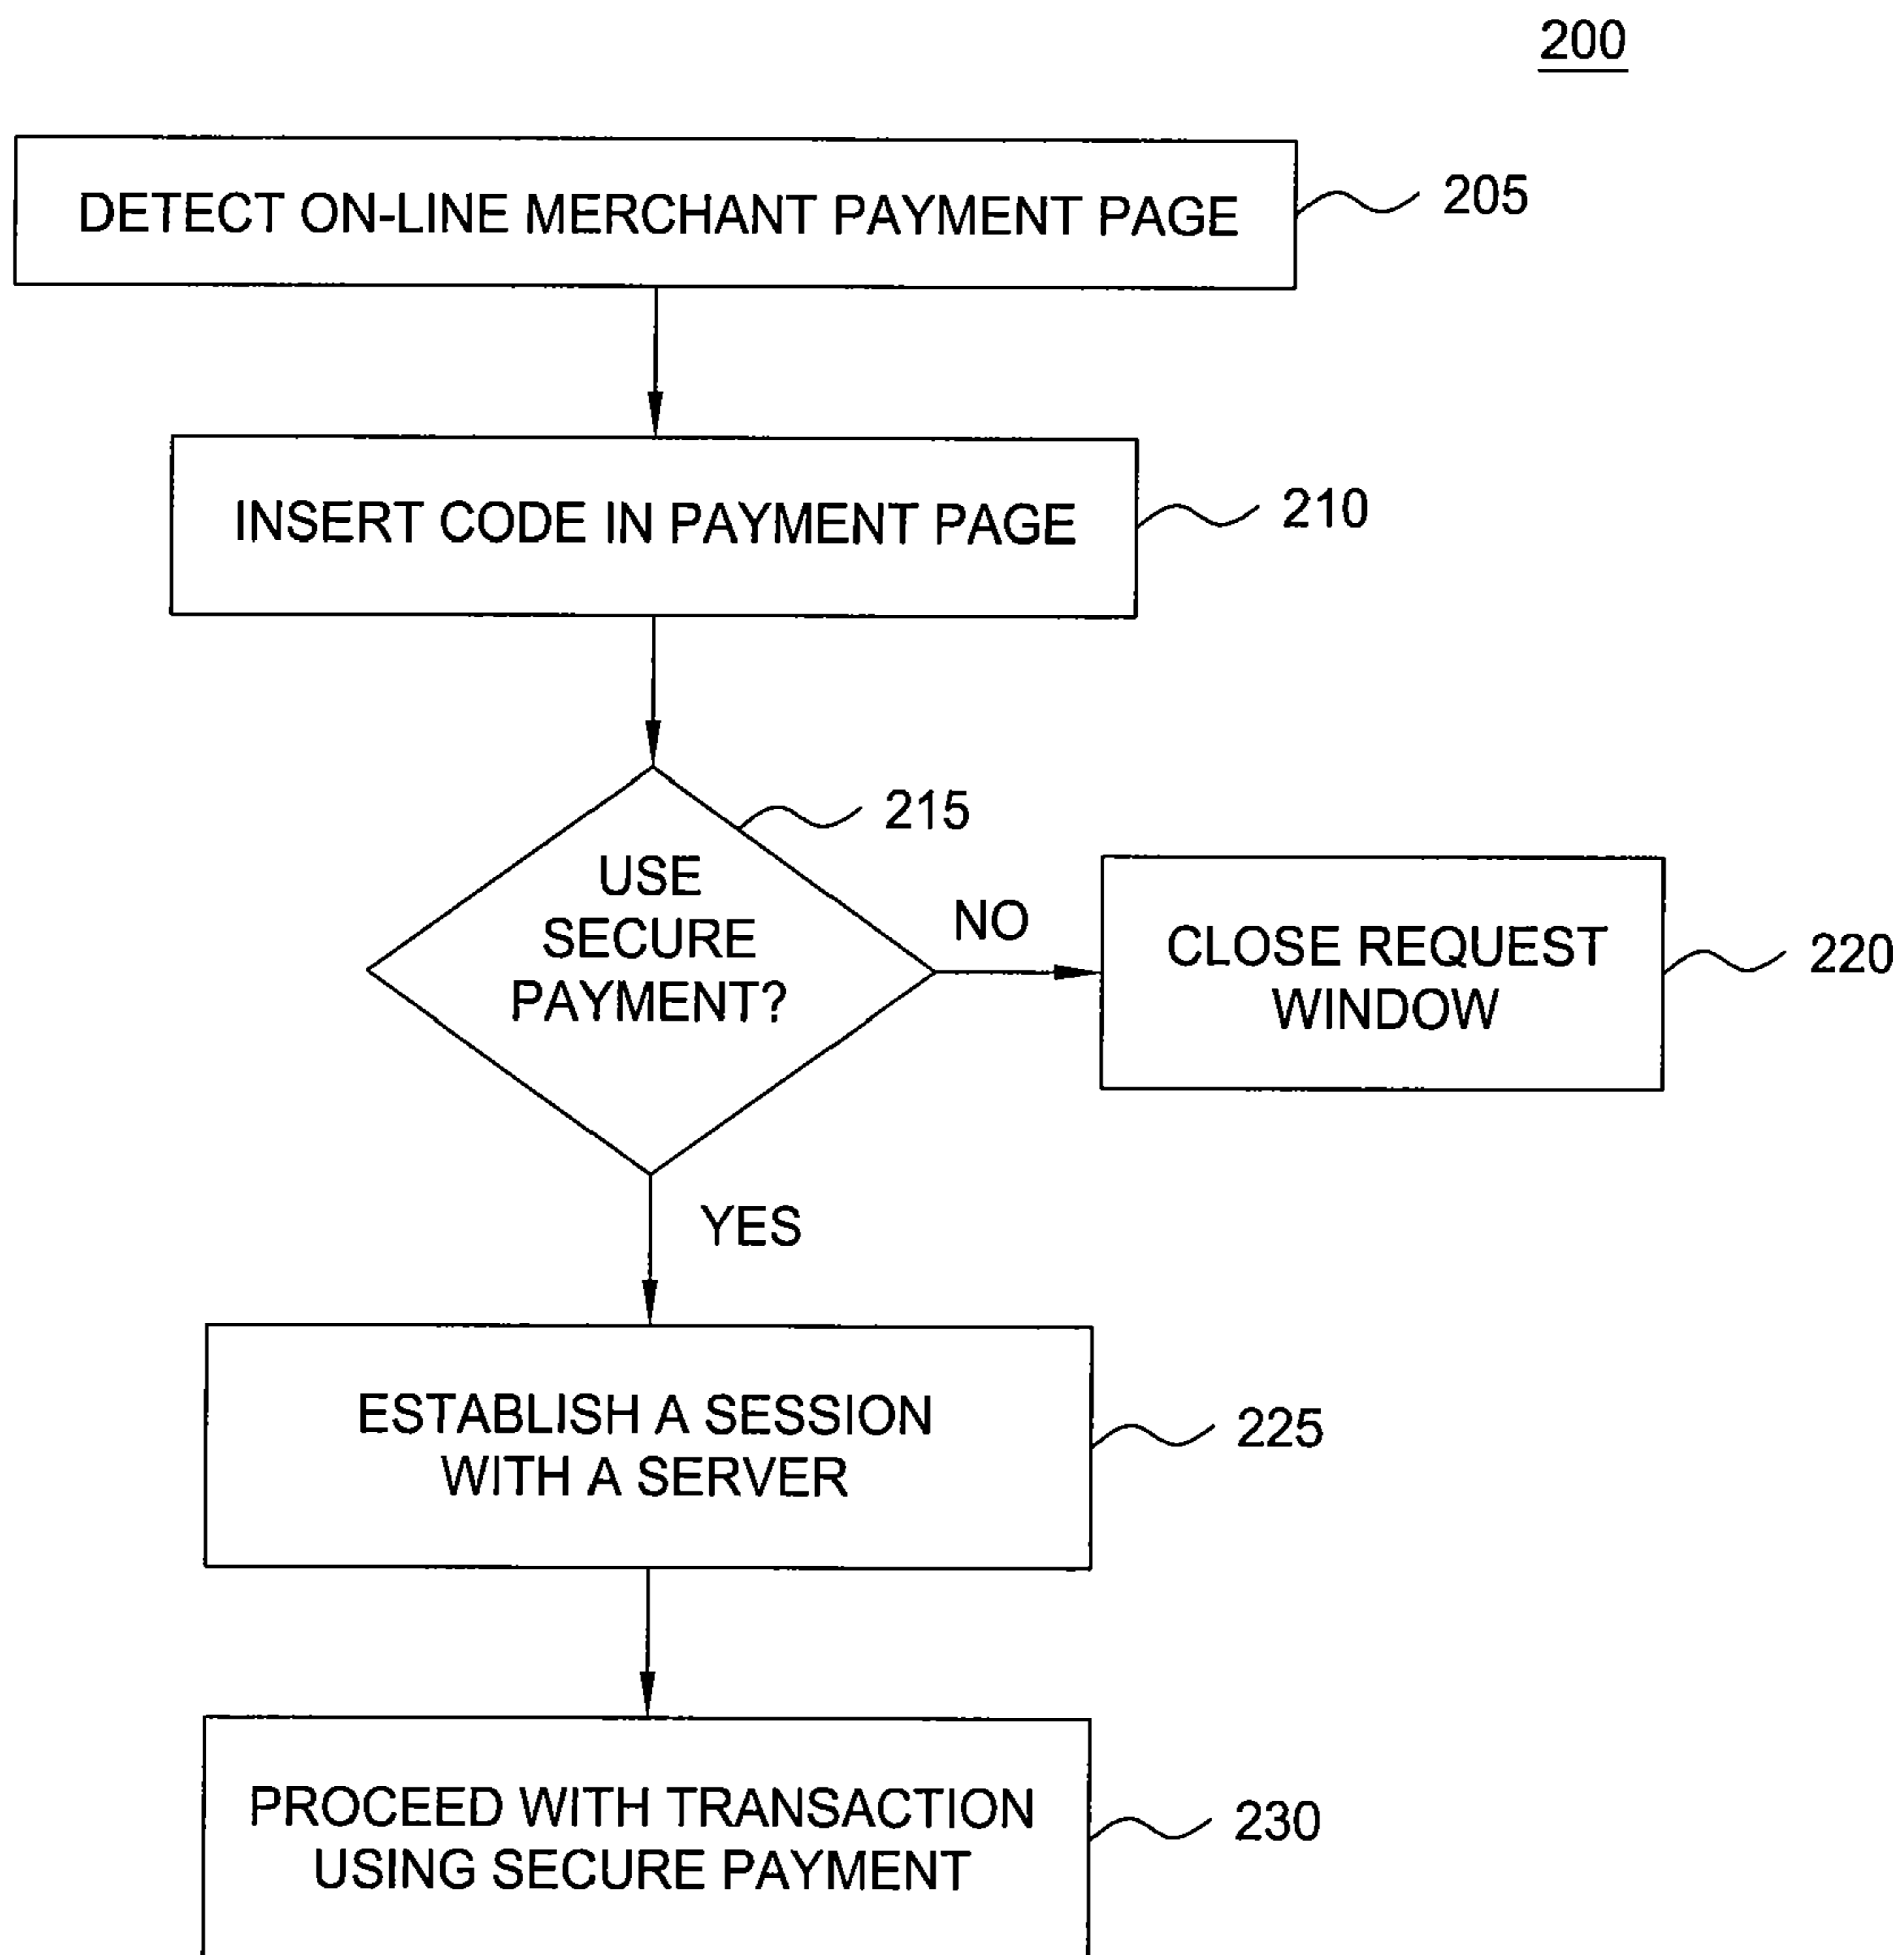 200
DETECT ON-LINE MERCHANT PAYMENT PAGE
205
INSERT CODE IN PAYMENT PAGE
210
215
USE
SECURE
PAYMENT?
NO
CLOSE REQUEST
WINDOW
220
YES
ESTABLISH A SESSION
WITH A SERVER
225
PROCEED WITH TRANSACTION
USING SECURE PAYMENT
230